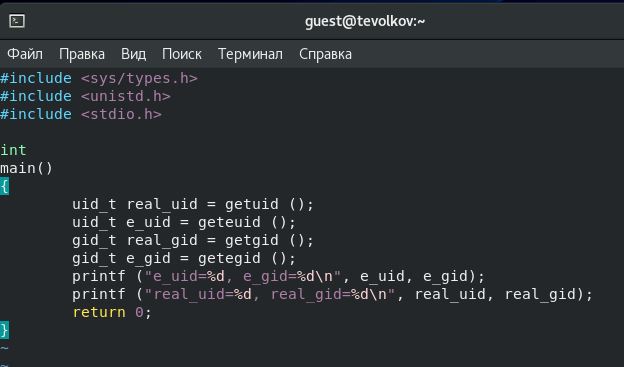 guest@tevolkov:~
Файл Правка Вид Поиск Терминал Справка
#include <sys/types.h>
#include <unistd.h>
#include <stdio.h>

int
main()
{
        uid_t real_uid = getuid ();
        uid_t e_uid = geteuid ();
        gid_t real_gid = getgid ();
        gid_t e_gid = getegid ();
        printf ("e_uid=%d, e_gid=%d\n", e_uid, e_gid);
        printf ("real_uid=%d, real_gid=%d\n", real_uid, real_gid);
        return 0;
}
~
~